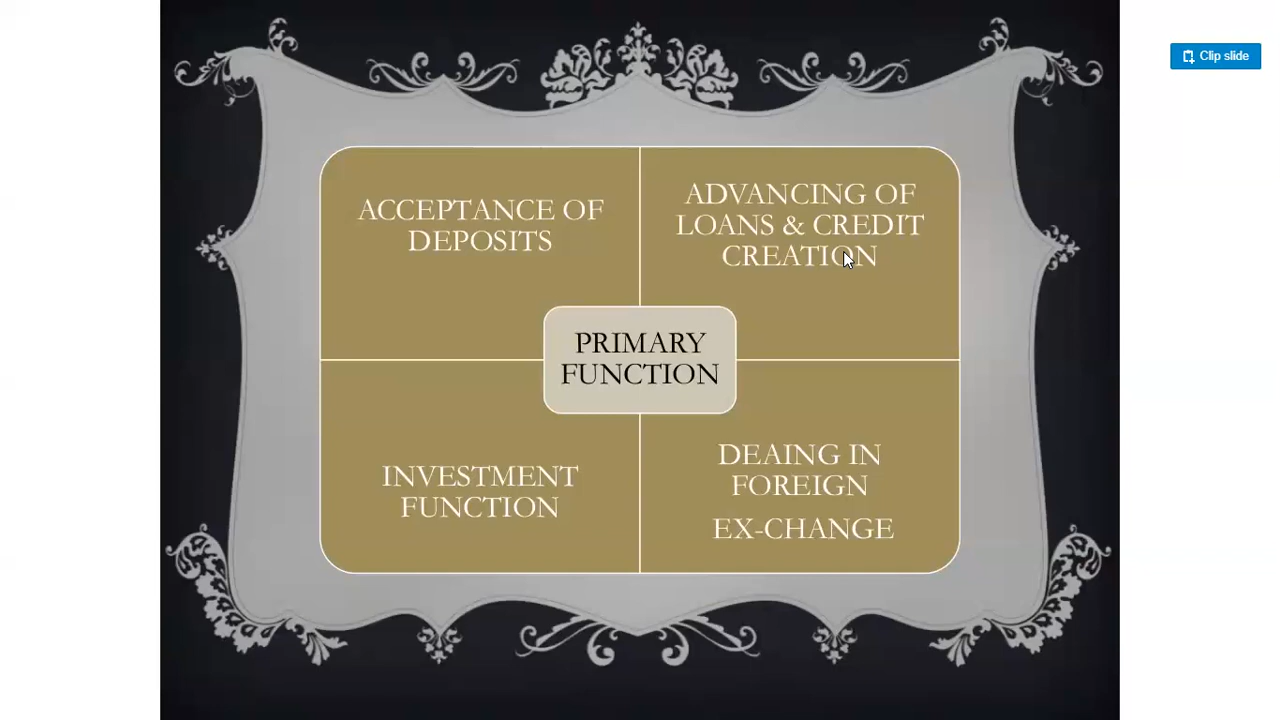 Clip slide
ACCEPTANCE OF
DEPOSITS
ADVANCING OF
LOANS & CREDIT
CREATION
PRIMARY
FUNCTION
INVESTMENT
FUNCTION
DEAING IN
FOREIGN
EX-CHANGE